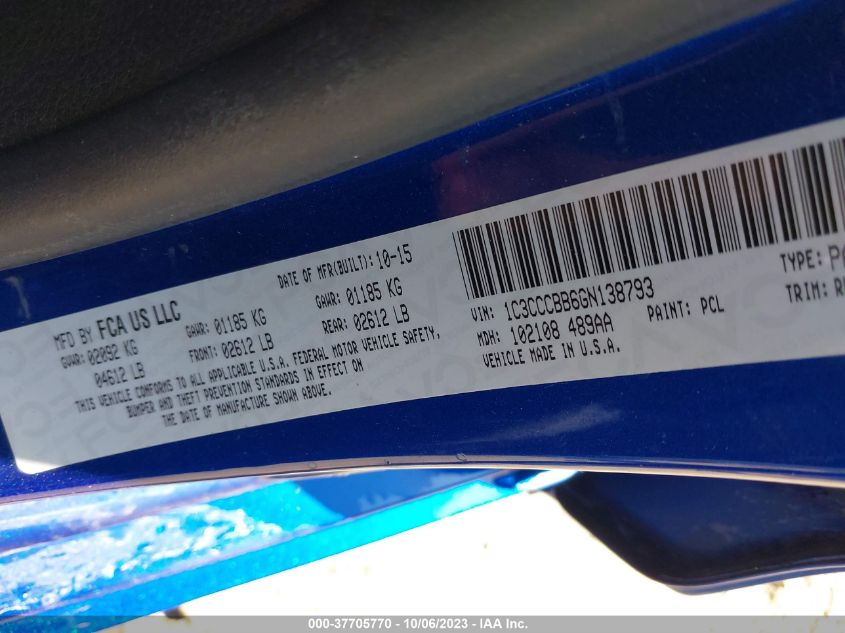 MFD BY FCA US LLC
DATE OF MFR(BUILT): 10-15
GVWR: 02092 KG
GAWR: 01185 KG
GAWR: 01185 KG
04612 LB
FRONT: 02612 LB
REAR: 02612 LB
THIS VEHICLE CONFORMS TO ALL APPLICABLE U.S.A. FEDERAL MOTOR VEHICLE SAFETY,
BUMPER AND THEFT PREVENTION STANDARDS IN EFFECT ON
THE DATE OF MANUFACTURE SHOWN ABOVE.
VIN: 1C3CCCBB6GN138793
TYPE:
MDH: 102108 489AA
PAINT: PCL
TRIM:
VEHICLE MADE IN U.S.A.
000-37705770 - 10/06/2023 - IAA Inc.